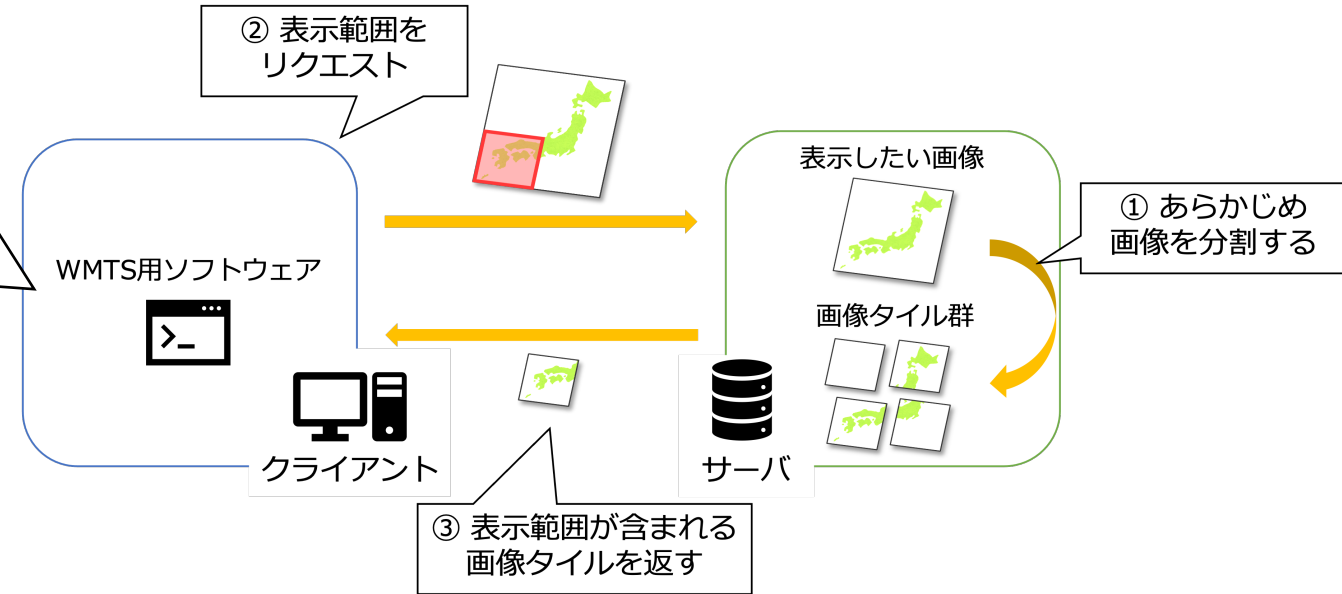 ② 表示範囲を
リクエスト
表示したい画像
① あらかじめ
画像を分割する
WMTS用ソフトウェア
画像タイル群
クライアント
サーバ
③ 表示範囲が含まれる
画像タイルを返す